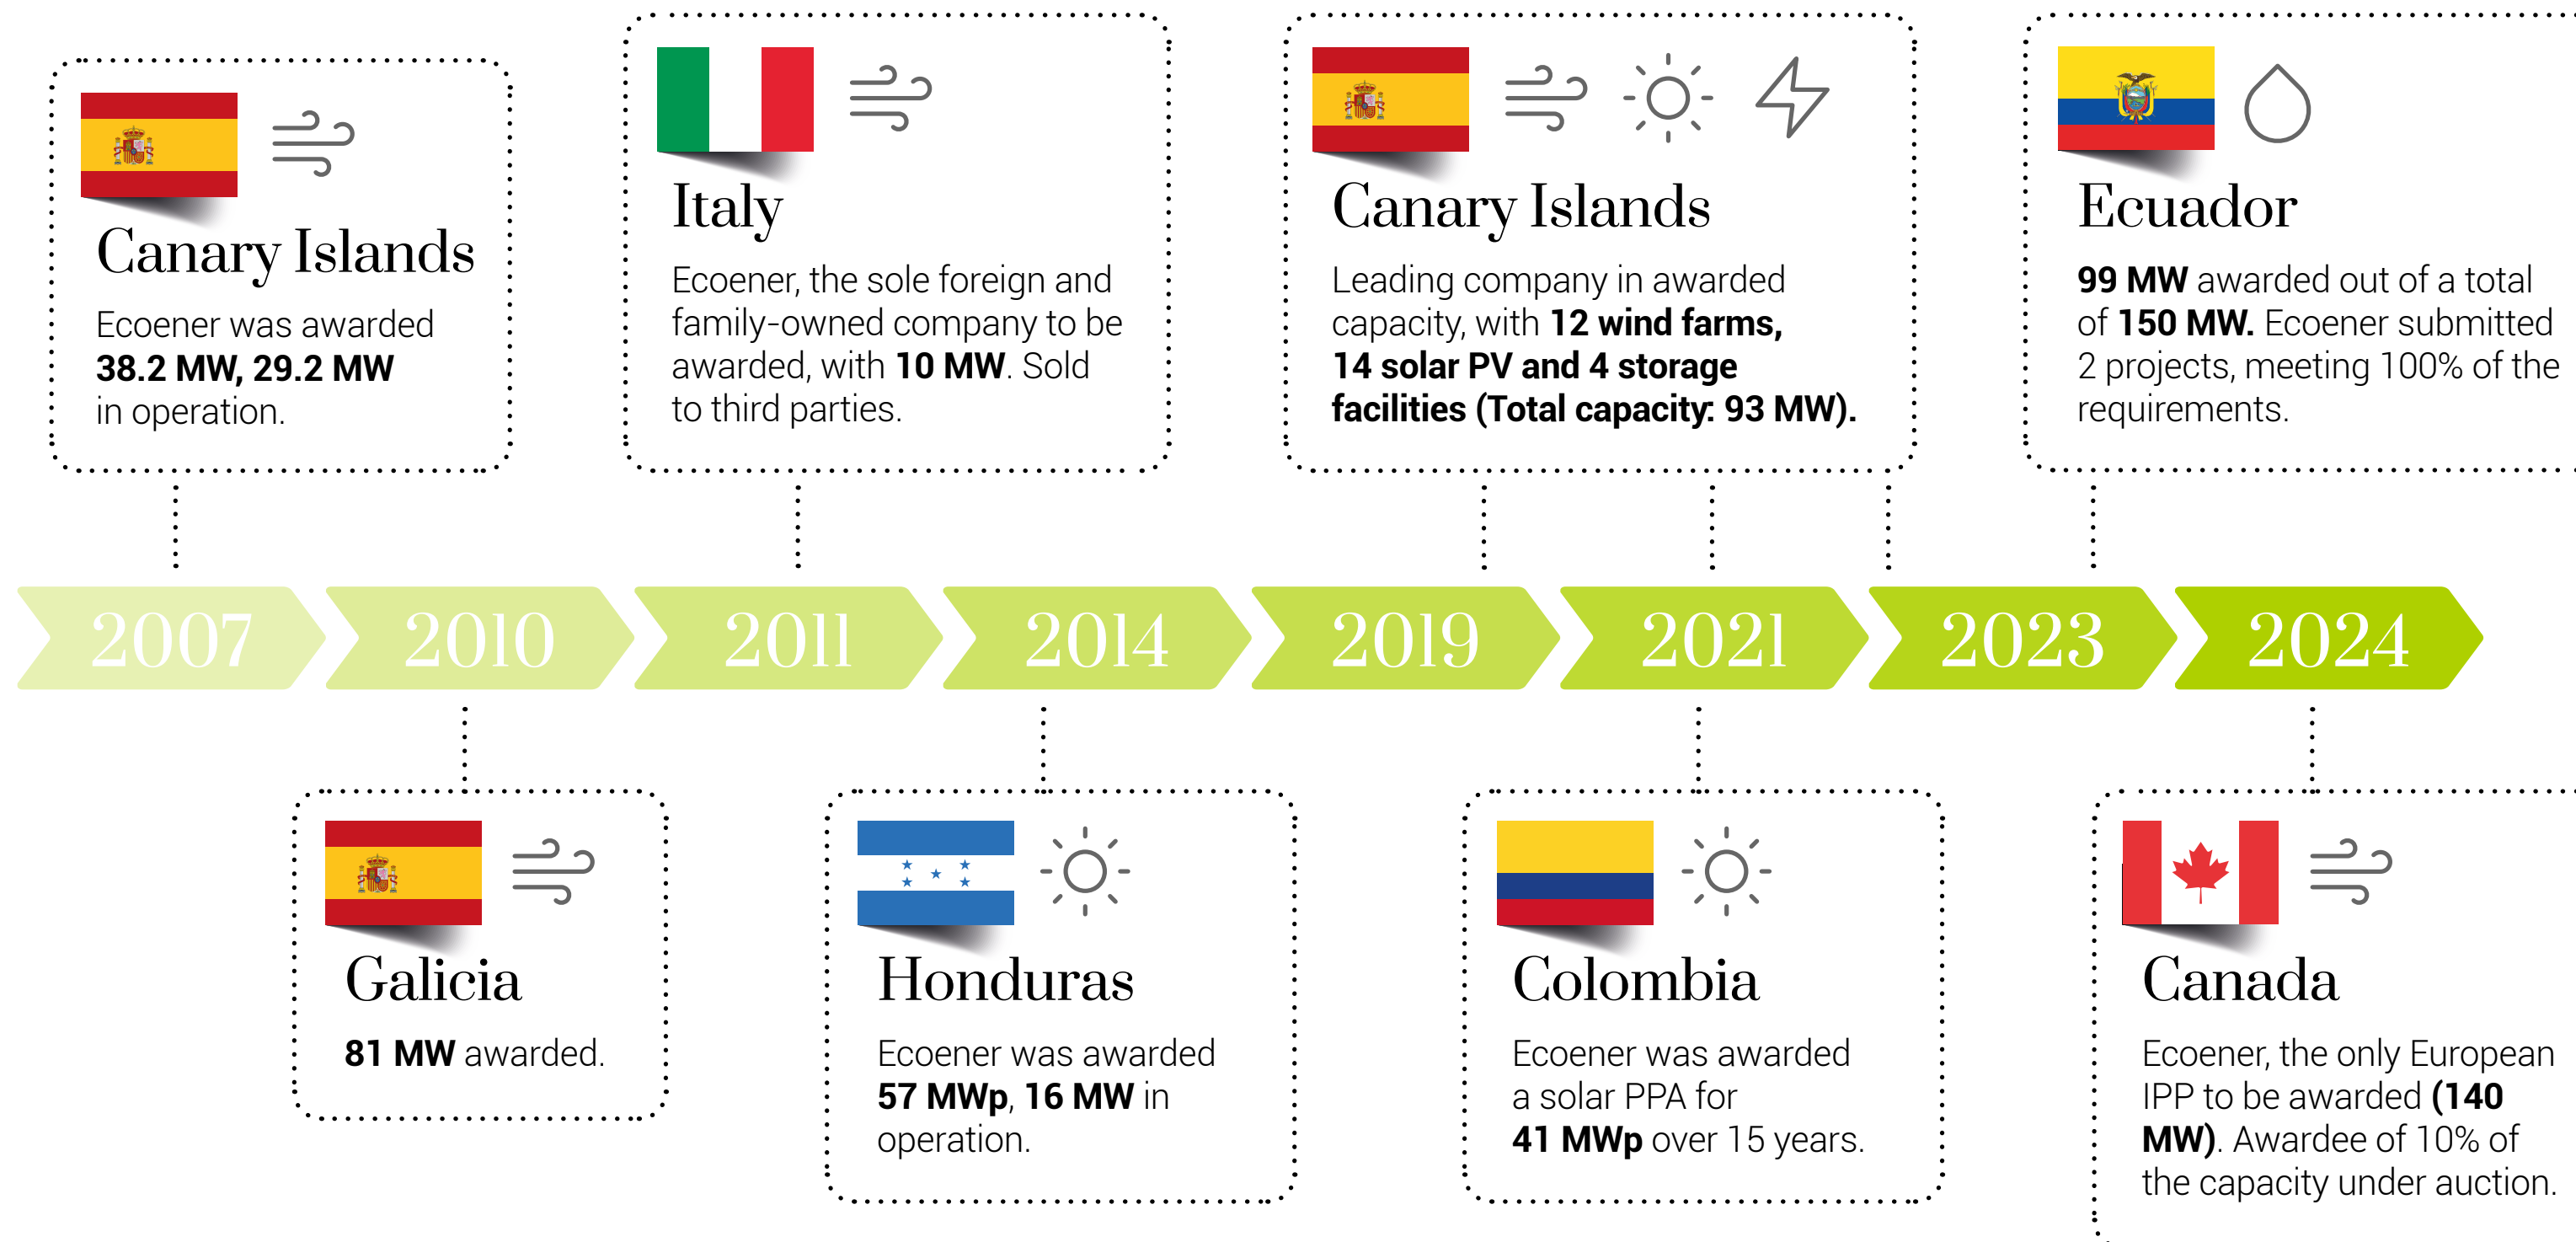 Canary Islands
Ecoener was awarded
38.2 MW, 29.2 MW
in operation.
Italy
Ecoener, the sole foreign and
family-owned company to be
awarded, with 10 MW. Sold
to third parties.
Canary Islands
Leading company in awarded
capacity, with 12 wind farms,
14 solar PV and 4 storage
facilities (Total capacity: 93 MW).
Ecuador
99 MW awarded out of a total
of 150 MW. Ecoener submitted
2 projects, meeting 100% of the
requirements.
2007
2010
2011
2014
2019
2021
2023
2024
Galicia
81 MW awarded.
Honduras
Ecoener was awarded
57 MWp, 16 MW in
operation.
Colombia
Ecoener was awarded
a solar PPA for
41 MWp over 15 years.
Canada
Ecoener, the only European
IPP to be awarded (140
MW). Awardee of 10% of
the capacity under auction.